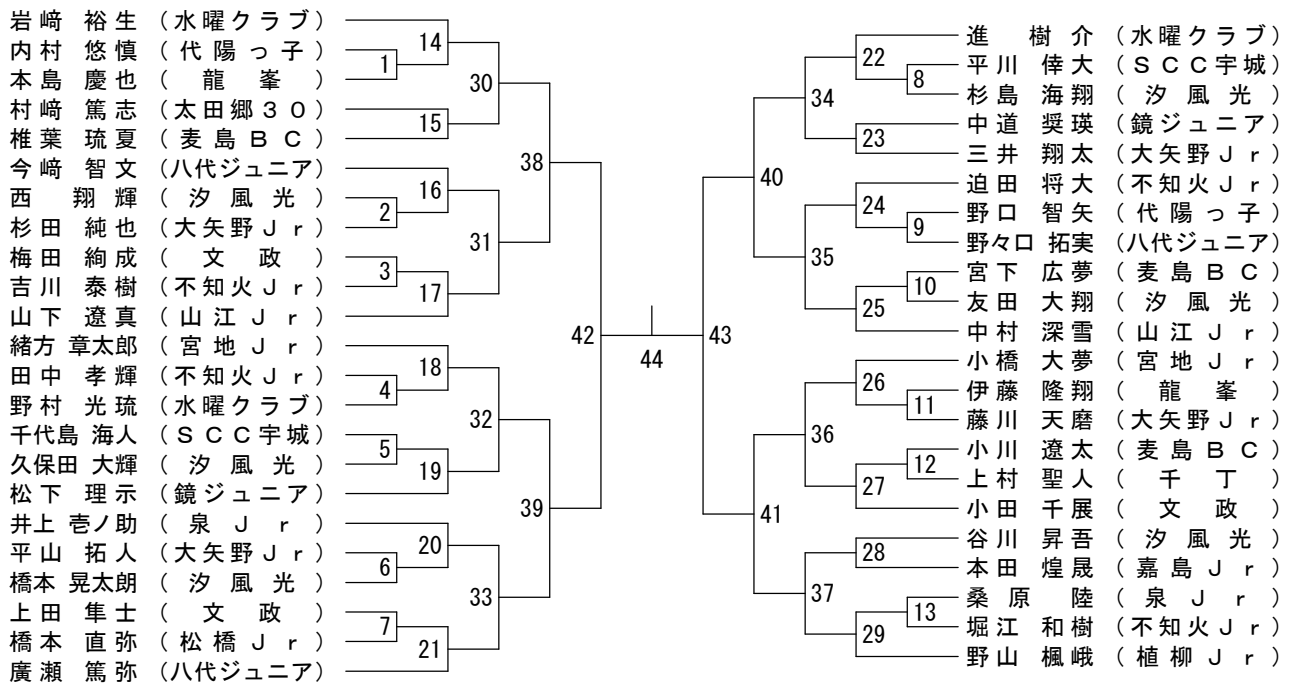 岩﨑 裕生 (水曜クラブ)
内村 悠慎 (代陽っ子)
本島 慶也 (龍峯)
村﨑 篤志 (太田郷３０)
椎葉 琉夏 (麦島ＢＣ)
今﨑 智文 (八代ジュニア)
西 翔輝 (汐風光)
杉田 純也 (大矢野Ｊｒ)
梅田 絢成 (文政)
吉川 泰樹 (不知火Ｊｒ)
山下 遼真 (山江Ｊｒ)
緒方 章太郎 (宮地Ｊｒ)
田中 孝輝 (不知火Ｊｒ)
野村 光琉 (水曜クラブ)
千代島 海人 (ＳＣＣ宇城)
久保田 大輝 (汐風光)
松下 理示 (鏡ジュニア)
井上 壱ノ助 (泉Ｊｒ)
平山 拓人 (大矢野Ｊｒ)
橋本 晃太朗 (汐風光)
上田 隼士 (文政)
橋本 直弥 (松橋Ｊｒ)
廣瀬 篤弥 (八代ジュニア)
1
2
3
4
5
6
7
14
15
16
17
18
19
20
21
30
31
32
33
38
39
42
44
43
40
41
34
35
36
37
22
23
24
25
26
27
28
29
8
9
10
11
12
13
進 樹介 (水曜クラブ)
平川 倖大 (ＳＣＣ宇城)
杉島 海翔 (汐風光)
中道 奨瑛 (鏡ジュニア)
三井 翔太 (大矢野Ｊｒ)
迫田 将大 (不知火Ｊｒ)
野口 智矢 (代陽っ子)
野々口 拓実 (八代ジュニア)
宮下 広夢 (麦島ＢＣ)
友田 大翔 (汐風光)
中村 深雪 (山江Ｊｒ)
小橋 大夢 (宮地Ｊｒ)
伊藤 隆翔 (龍峯)
藤川 天磨 (大矢野Ｊｒ)
小川 遼太 (麦島ＢＣ)
上村 聖人 (千丁)
小田 千展 (文政)
谷川 昇吾 (汐風光)
本田 煌晟 (嘉島Ｊｒ)
桑原 陸 (泉Ｊｒ)
堀江 和樹 (不知火Ｊｒ)
野山 楓峨 (植柳Ｊｒ)